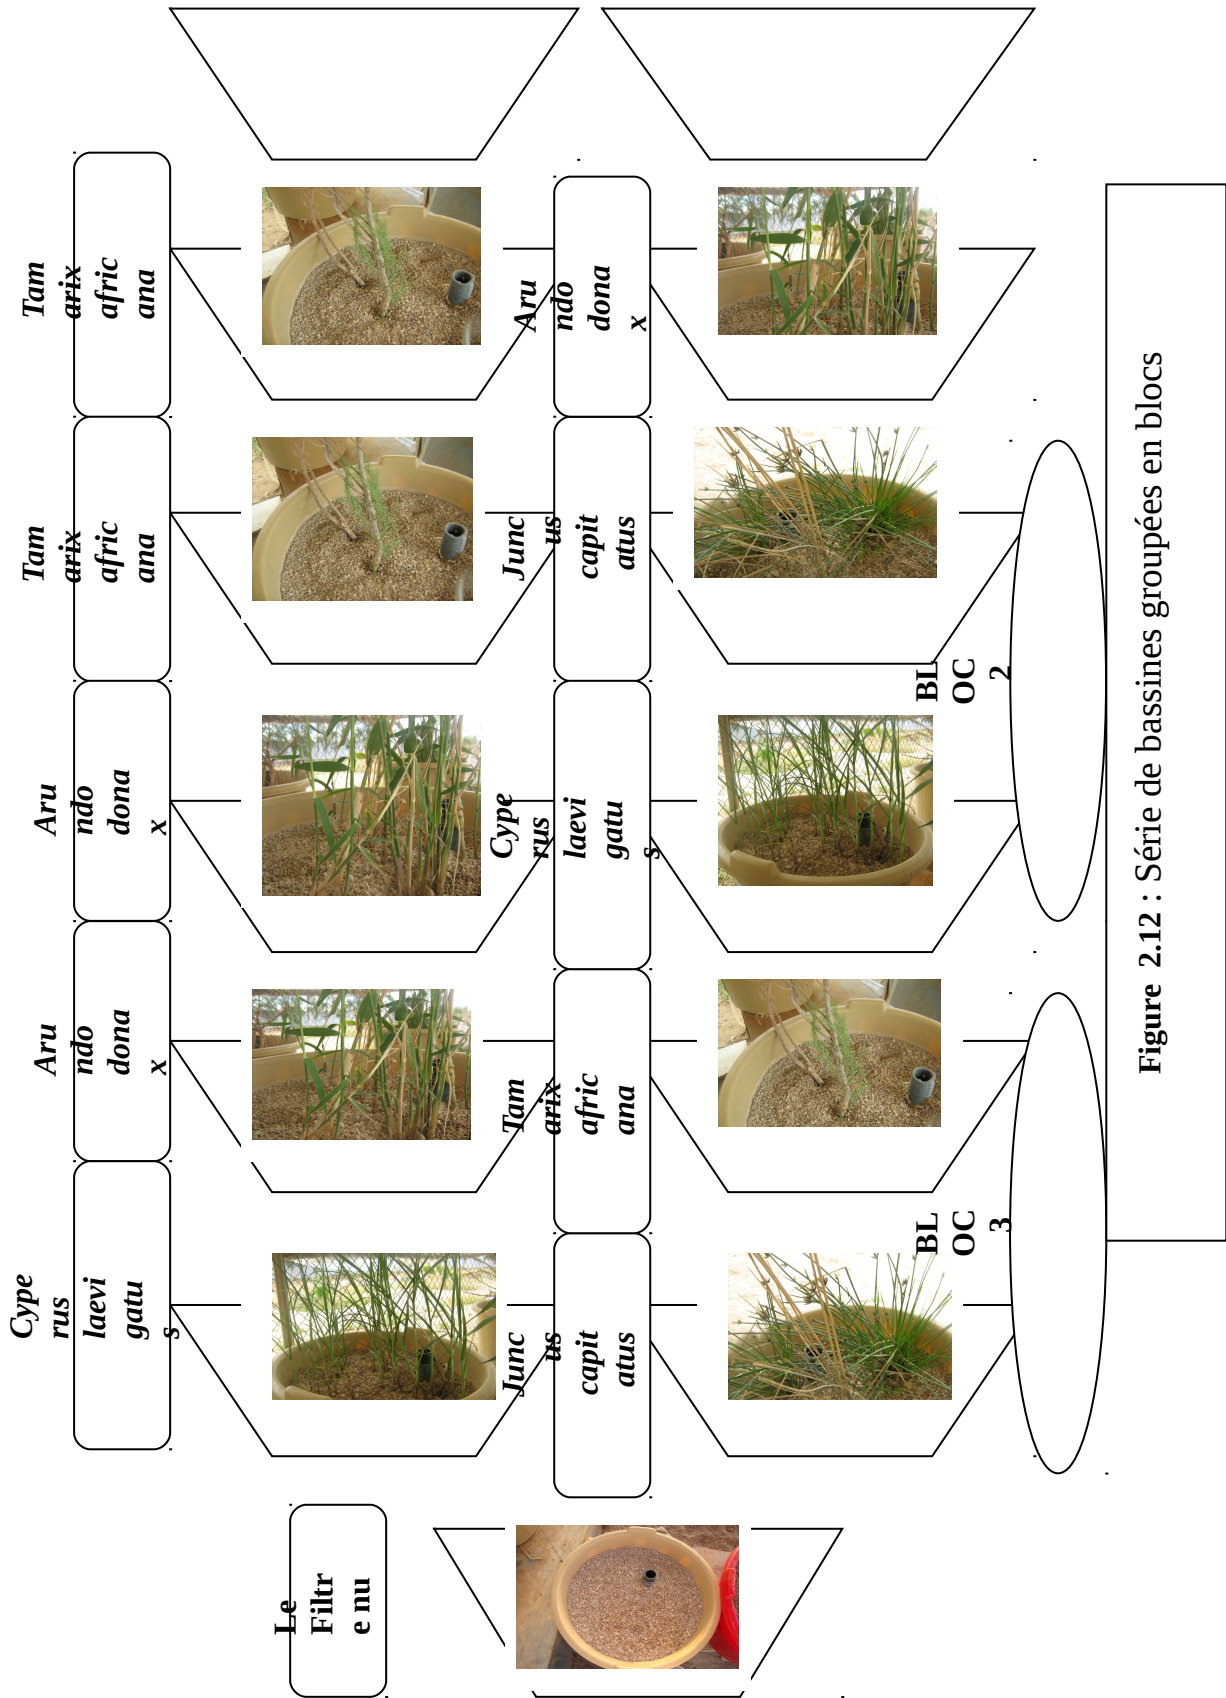 Cype
rus
laevi
gatu
s
Aru
ndo
dona
x
Aru
ndo
dona
x
Tam
arix
afric
ana
Tam
arix
afric
ana
Le
Filtr
e nu
Junc
us
capit
atus
Tam
arix
afric
ana
Cype
rus
laevi
gatu
s
Junc
us
capit
atus
Aru
ndo
dona
x
BL
OC
3
BL
OC
2
Figure 2.12 : Série de bassines groupées en blocs